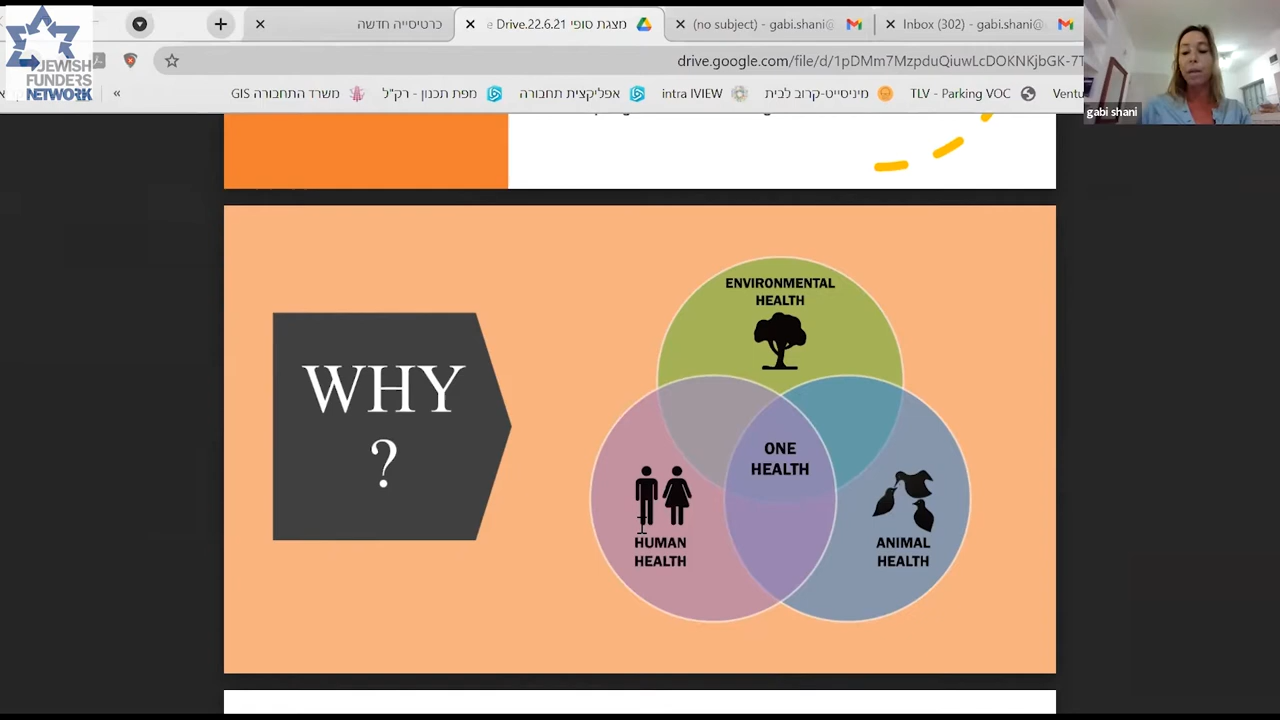 JEWISH
FUNDERS
NETWORK
כרטיסייה חדשה
מצגת סופי 22.6.21.Drive
(no subject) - gabi.shani@
Inbox (302) - gabi.shani@
drive.google.com/file/d/1pDMm7MzpduQiuwLcDOKNKjbGK-7T
«
משרד התחבורה GIS
מפת תכנון - רק"ל
אפליקצית תחבורה
intra IVIEW
מיניסייט-קרוב לבית
TLV - Parking VOC
Ventu
gabi shani
WHY
?
ENVIRONMENTAL
HEALTH
ONE
HEALTH
HUMAN
HEALTH
ANIMAL
HEALTH